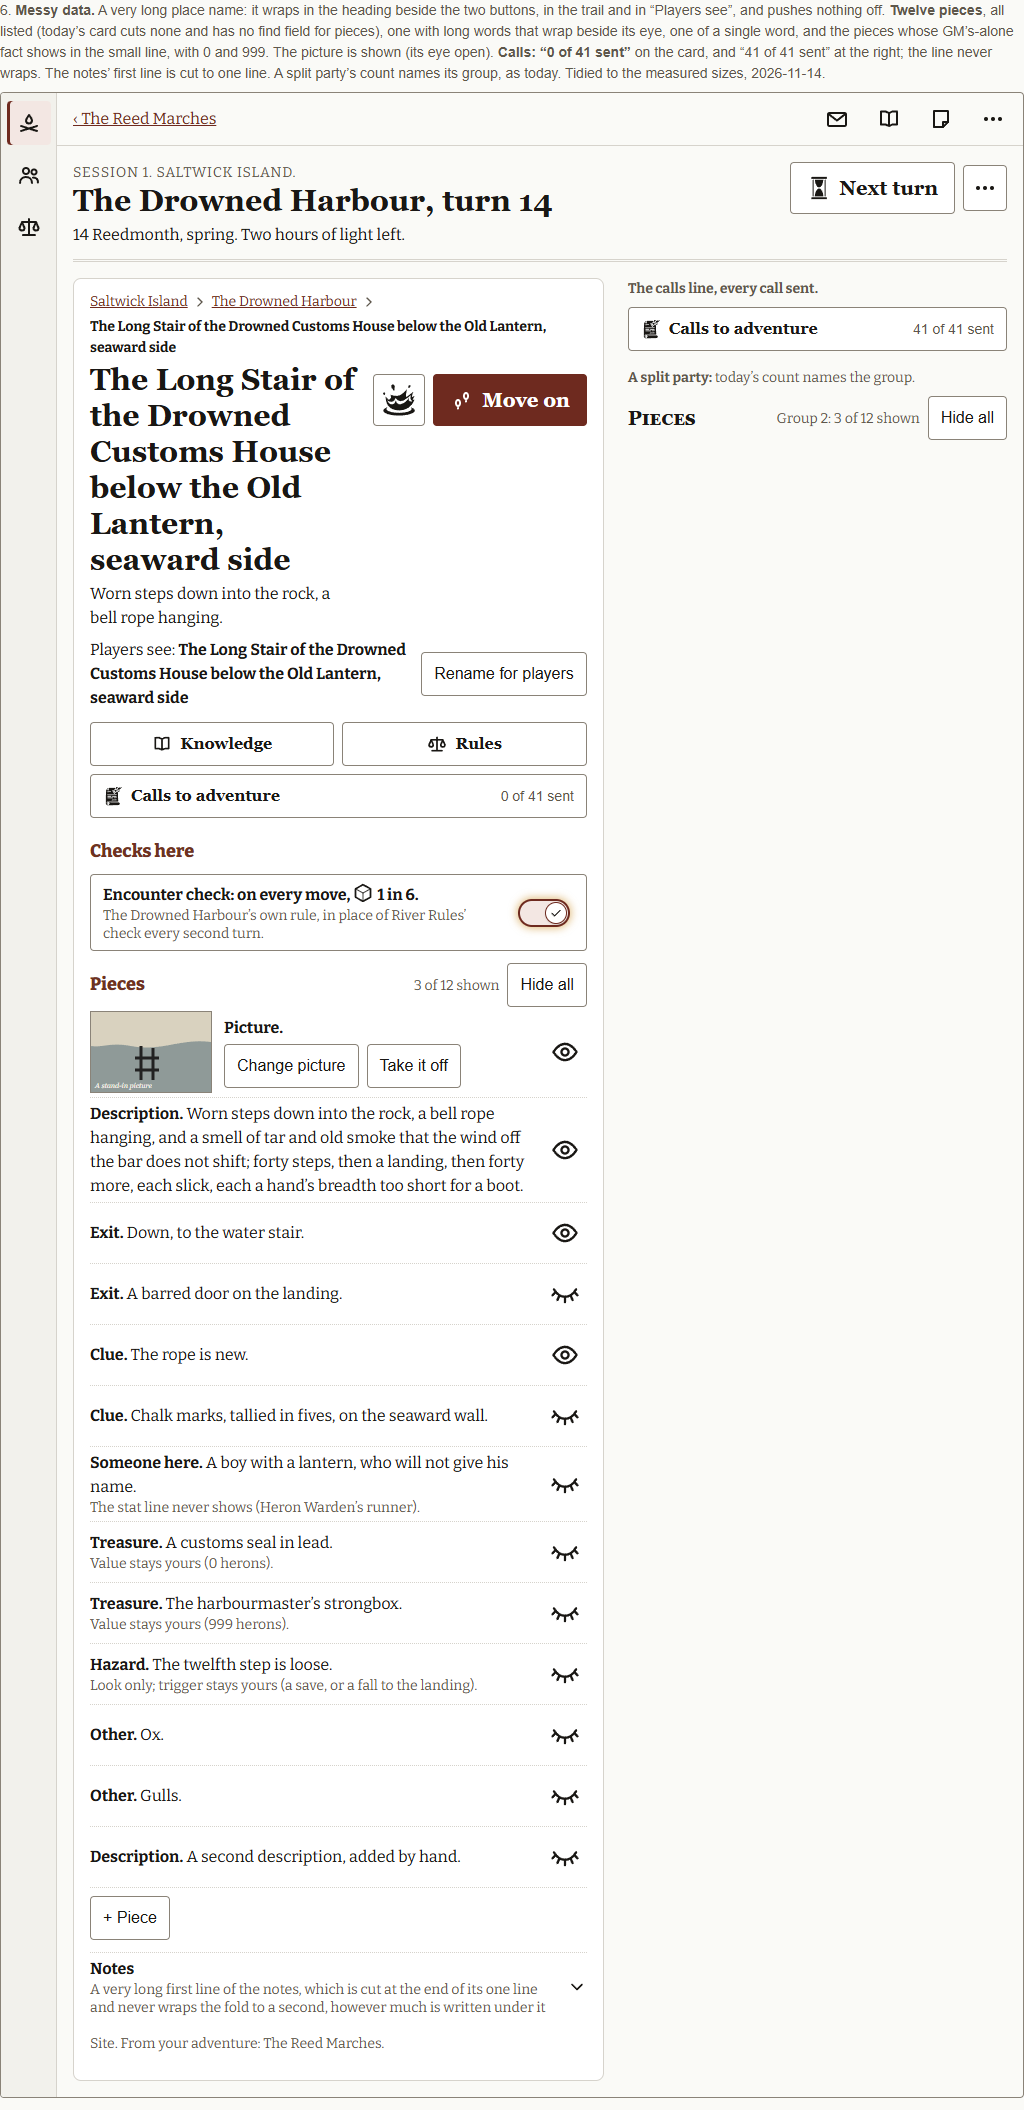 6. Messy data. A very long place name: it wraps in the heading beside the two buttons, in the trail and in “Players see”, and pushes nothing off. Twelve pieces, all
listed (today’s card cuts none and has no find field for pieces), one with long words that wrap beside its eye, one of a single word, and the pieces whose GM’s-alone
fact shows in the small line, with 0 and 999. The picture is shown (its eye open). Calls: “0 of 41 sent” on the card, and “41 of 41 sent” at the right; the line never
wraps. The notes’ first line is cut to one line. A split party’s count names its group, as today. Tidied to the measured sizes, 2026-11-14.
‹ The Reed Marches
SESSION 1. SALTWICK ISLAND.
The Drowned Harbour, turn 14
14 Reedmonth, spring. Two hours of light left.
Next turn
Saltwick Island > The Drowned Harbour >
The Long Stair of the Drowned Customs House below the Old Lantern,
seaward side
The Long Stair of
the Drowned
Customs House
below the Old
Lantern,
seaward side
Move on
Worn steps down into the rock, a
bell rope hanging.
Players see: The Long Stair of the Drowned
Customs House below the Old Lantern,
seaward side
Rename for players
Knowledge
Rules
Calls to adventure
0 of 41 sent
Checks here
Encounter check: on every move, 1 in 6.
The Drowned Harbour’s own rule, in place of River Rules’
check every second turn.
Pieces
3 of 12 shown
Hide all
A stand-in picture
Picture.
Change picture
Take it off
Description. Worn steps down into the rock, a bell rope
hanging, and a smell of tar and old smoke that the wind off
the bar does not shift; forty steps, then a landing, then forty
more, each slick, each a hand’s breadth too short for a boot.
Exit. Down, to the water stair.
Exit. A barred door on the landing.
Clue. The rope is new.
Clue. Chalk marks, tallied in fives, on the seaward wall.
Someone here. A boy with a lantern, who will not give his
name.
The stat line never shows (Heron Warden’s runner).
Treasure. A customs seal in lead.
Value stays yours (0 herons).
Treasure. The harbourmaster’s strongbox.
Value stays yours (999 herons).
Hazard. The twelfth step is loose.
Look only; trigger stays yours (a save, or a fall to the landing).
Other. Ox.
Other. Gulls.
Description. A second description, added by hand.
+ Piece
Notes
A very long first line of the notes, which is cut at the end of its one line
and never wraps the fold to a second, however much is written under it
Site. From your adventure: The Reed Marches.
The calls line, every call sent.
Calls to adventure
41 of 41 sent
A split party: today’s count names the group.
PIECES
Group 2: 3 of 12 shown
Hide all